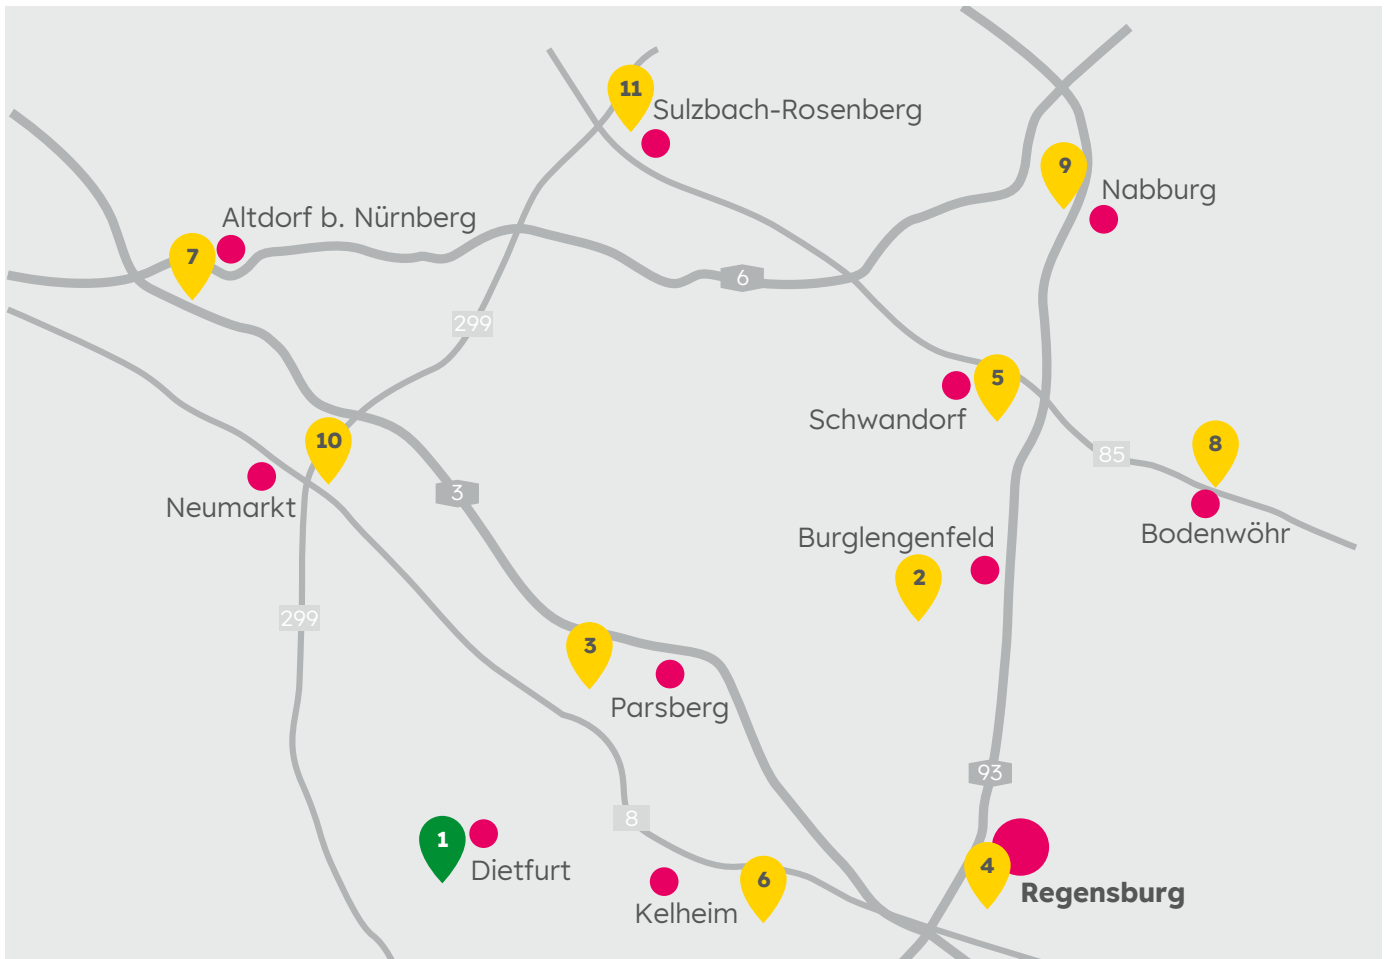 11
Sulzbach-Rosenberg
9
Nabburg
Altdorf b. Nürnberg
7
6
299
5
Schwandorf
10
8
85
3
Neumarkt
Bodenwöhr
Burglengenfeld
2
299
3
Parsberg
93
8
1
Dietfurt
4
6
Regensburg
Kelheim